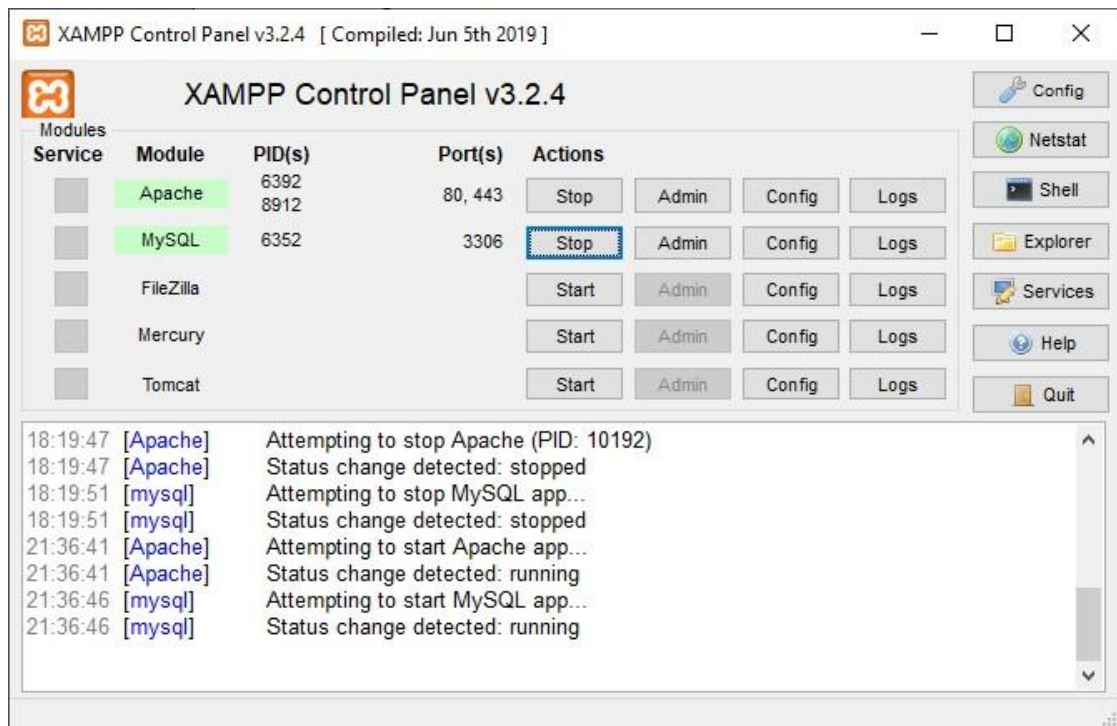 XAMPP Control Panel v3.2.4 [ Compiled: Jun 5th 2019 ]
XAMPP Control Panel v3.2.4
Config
Modules
Netstat
Service Module PID(s) Port(s) Actions
Apache 6392 8912 80, 443 Stop Admin Config Logs
Shell
MySQL 6352 3306 Stop Admin Config Logs
Explorer
FileZilla Start Admin Config Logs
Services
Mercury Start Admin Config Logs
Help
Tomcat Start Admin Config Logs
Quit
18:19:47 [Apache] Attempting to stop Apache (PID: 10192)
18:19:47 [Apache] Status change detected: stopped
18:19:51 [mysql] Attempting to stop MySQL app...
18:19:51 [mysql] Status change detected: stopped
21:36:41 [Apache] Attempting to start Apache app...
21:36:41 [Apache] Status change detected: running
21:36:46 [mysql] Attempting to start MySQL app...
21:36:46 [mysql] Status change detected: running